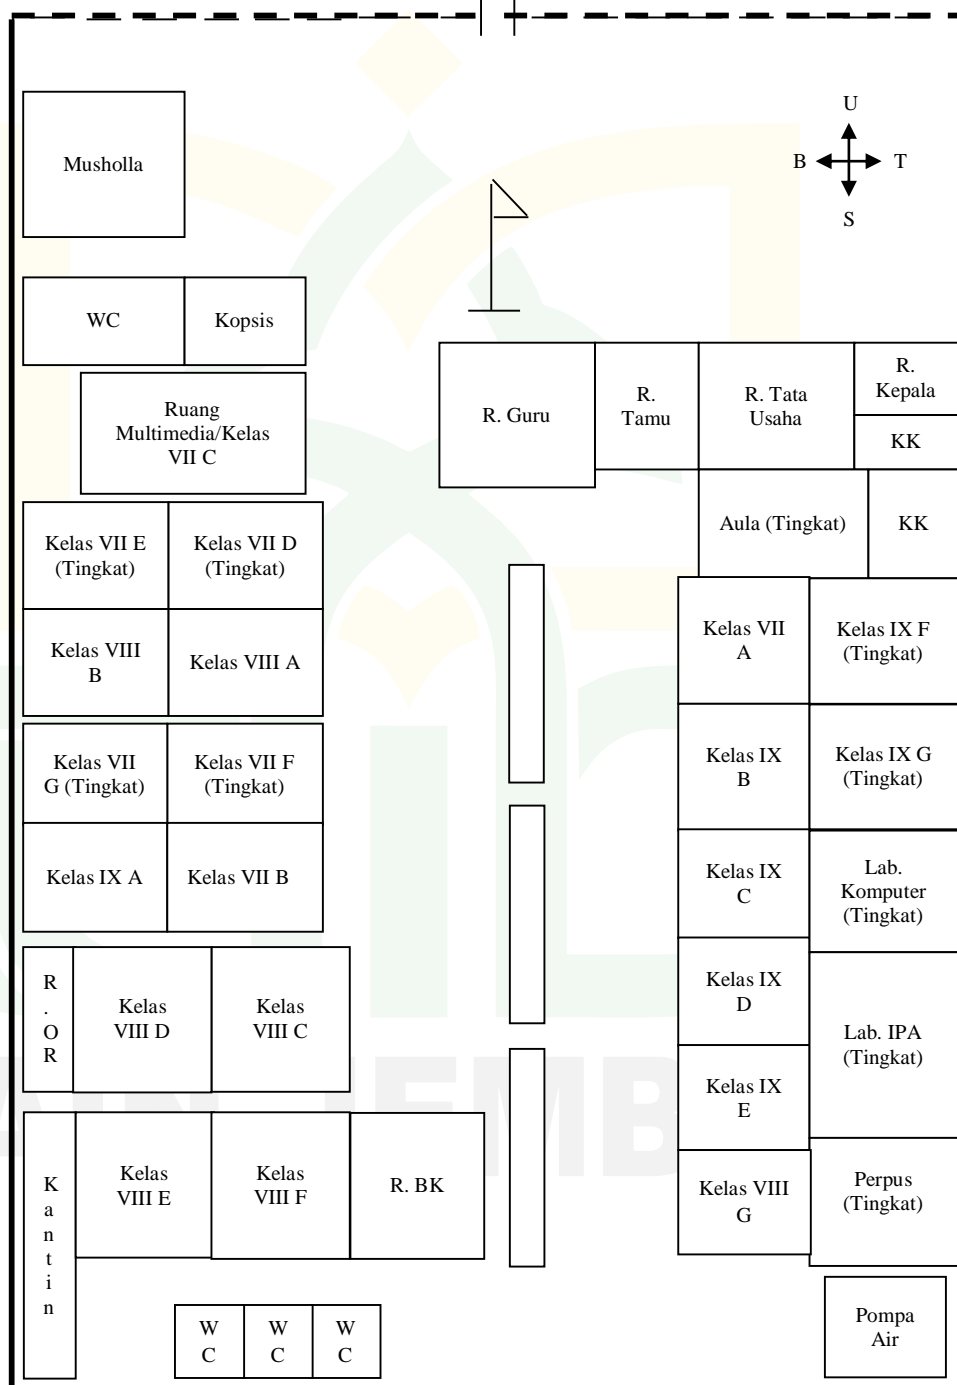 U
B
T
S
Musholla
WC
Kopsis
Ruang
Multimedia/Kelas
VII C
R. Guru
R.
Tamu
R. Tata
Usaha
R.
Kepala
KK
Aula (Tingkat)
KK
Kelas VII E
(Tingkat)
Kelas VII D
(Tingkat)
Kelas VIII
B
Kelas VIII A
Kelas VII
A
Kelas IX F
(Tingkat)
Kelas VII
G (Tingkat)
Kelas VII F
(Tingkat)
Kelas IX
B
Kelas IX G
(Tingkat)
Kelas IX A
Kelas VII B
Kelas IX
C
Lab.
Komputer
(Tingkat)
R
.
O
R
Kelas
VIII D
Kelas
VIII C
Kelas IX
D
Lab. IPA
(Tingkat)
Kelas IX
E
K
a
n
t
i
n
Kelas
VIII E
Kelas
VIII F
R. BK
Kelas VIII
G
Perpus
(Tingkat)
W
C
W
C
W
C
Pompa
Air